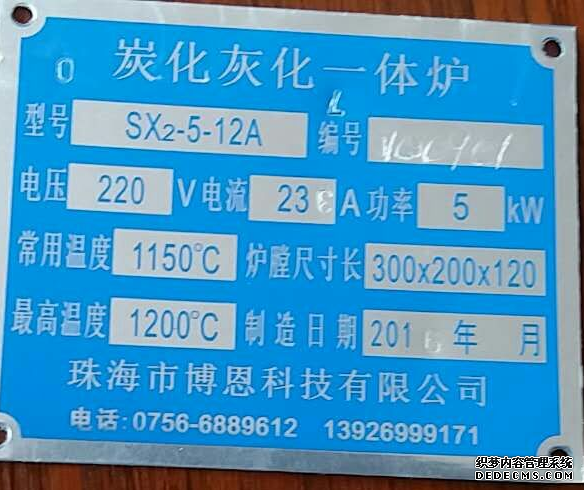 炭化灰化一体炉
型号 SX2-5-12A 编号
电压 220 V 电流 23 A 功率 5 kW
常用温度 1150℃ 炉膛尺寸长 300x200x120
最高温度 1200℃ 制造日期 201 年 月
珠海市博恩科技有限公司
电话:0756-6889612 13926999171
织梦内容管理系统
DEDECMS.COM